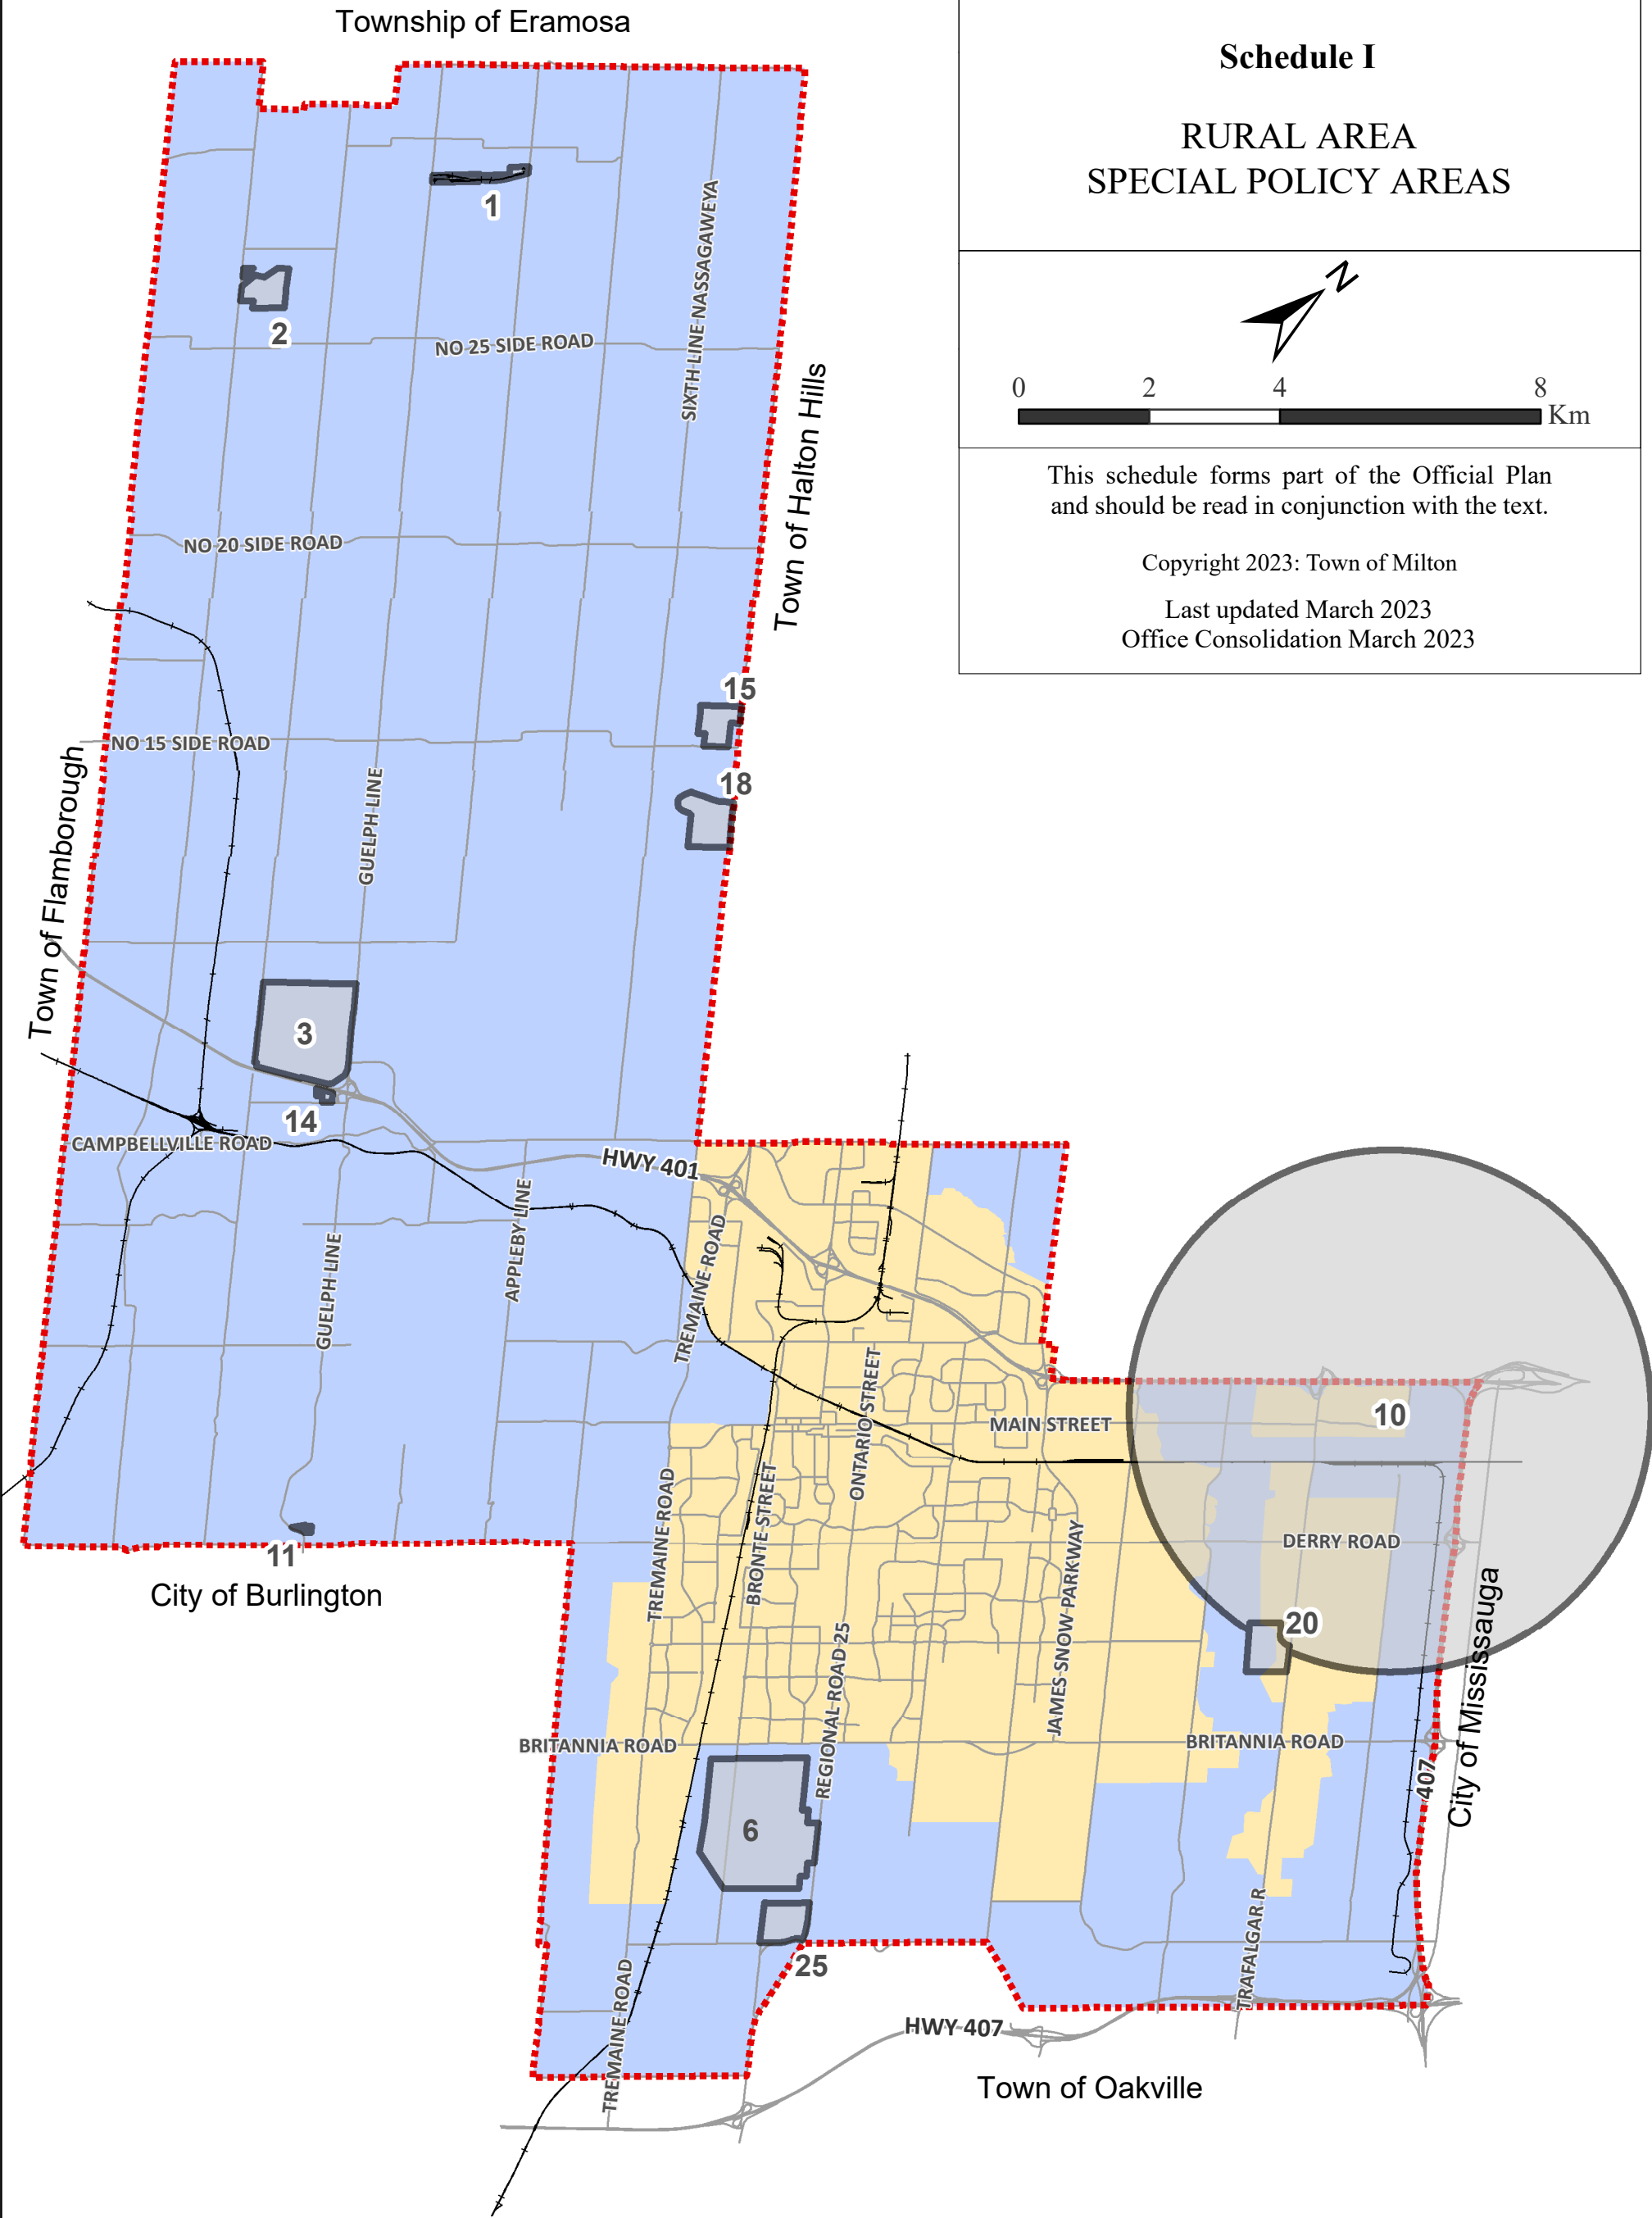 Township of Eramosa
Schedule I
RURAL AREA
SPECIAL POLICY AREAS
N
0 2 4 8
Km
This schedule forms part of the Official Plan
and should be read in conjunction with the text.
Copyright 2023: Town of Milton
Last updated March 2023
Office Consolidation March 2023
1
SIXTH LINE NASSAGAWEYA
2
NO 25 SIDE ROAD
Town of Halton Hills
NO 20 SIDE ROAD
15
NO 15 SIDE ROAD
18
Town of Flamborough
GUELPH LINE
3
14
CAMPBELLVILLE ROAD
HWY 401
APPLEBY LINE
GUELPH LINE
TREMAINE ROAD
ONTARIO STREET
MAIN STREET
10
TREMAINE ROAD
BRONTE STREET
JAMES SNOW PARKWAY
DERRY ROAD
11
City of Burlington
20
City of Mississauga
REGIONAL ROAD 25
BRITANNIA ROAD
BRITANNIA ROAD
407
6
TRAFALGAR R
25
TREMAINE ROAD
HWY 407
Town of Oakville